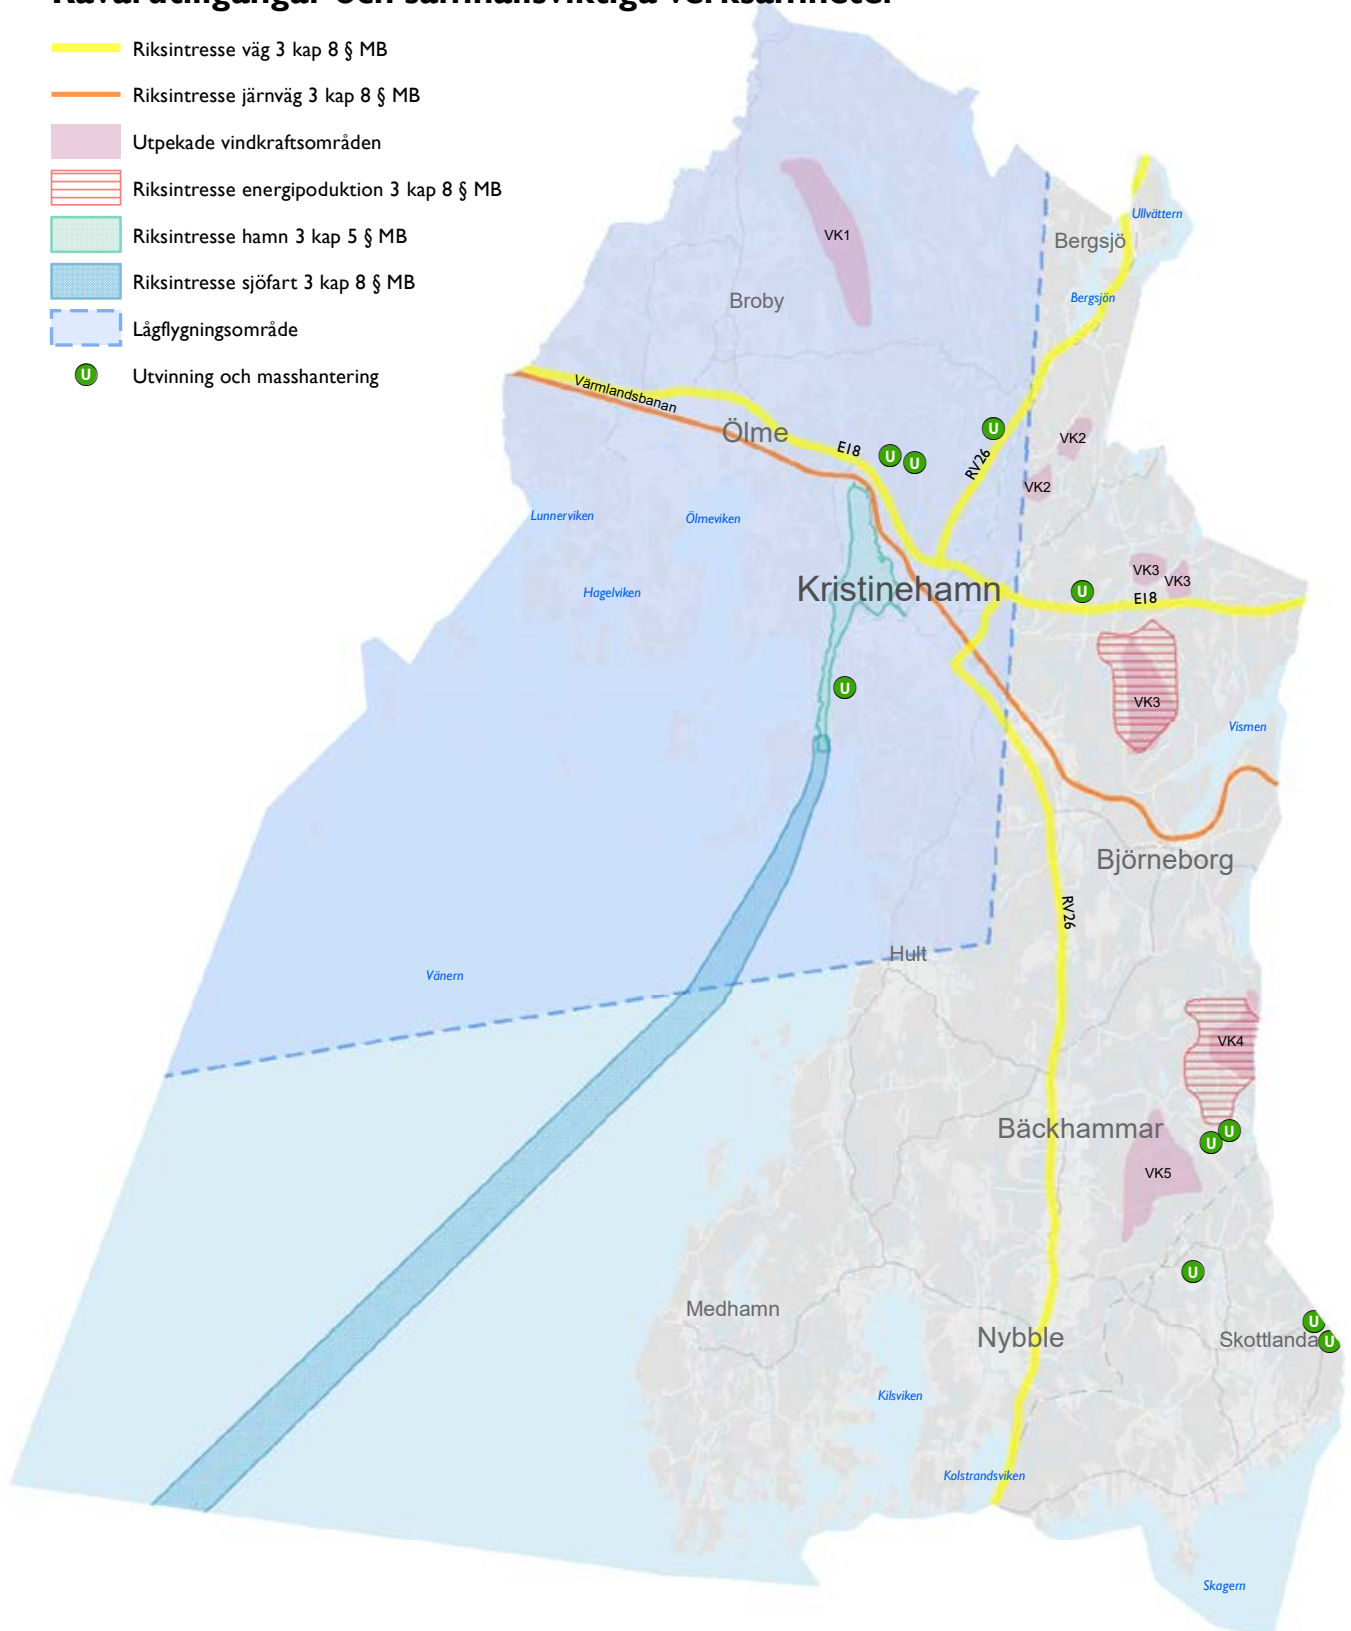 Riksintresse väg 3 kap 8 § MB
Riksintresse järnväg 3 kap 8 § MB
Utpekade vindkraftsområden
Riksintresse energipoduktion 3 kap 8 § MB
Riksintresse hamn 3 kap 5 § MB
Riksintresse sjöfart 3 kap 8 § MB
Lågflygningsområde
U Utvinning och masshantering
Ullvättern
VK1
Bergsjö
Broby
Bergsjön
Värmlandsbanan
Ölme
U
VK2
E18
U
U
RV26
VK2
Lunnerviken
Ölmeviken
VK3
VK3
Kristinehamn
Hagelviken
U
E18
U
VK3
Vismen
Björneborg
RV26
Hult
Vänern
VK4
Bäckhammar
U
U
VK5
U
Medhamn
U
Nybble
Skottlanda
U
Kilsviken
Kolstrandsviken
Skagern